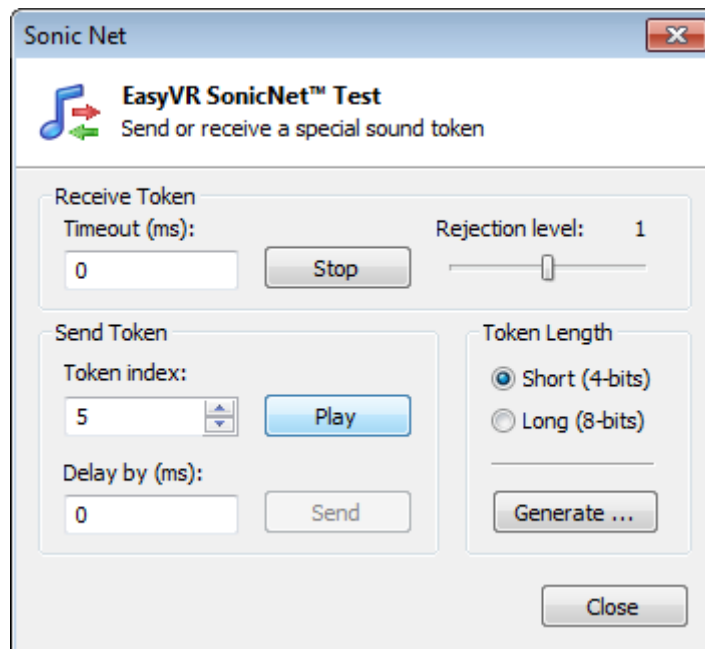 Sonic Net
EasyVR SonicNet™ Test
Send or receive a special sound token
Receive Token
Timeout (ms):
0
Stop
Rejection level: 1
Send Token
Token index:
5
Play
Delay by (ms):
0
Send
Token Length
Short (4-bits)
Long (8-bits)
Generate ...
Close